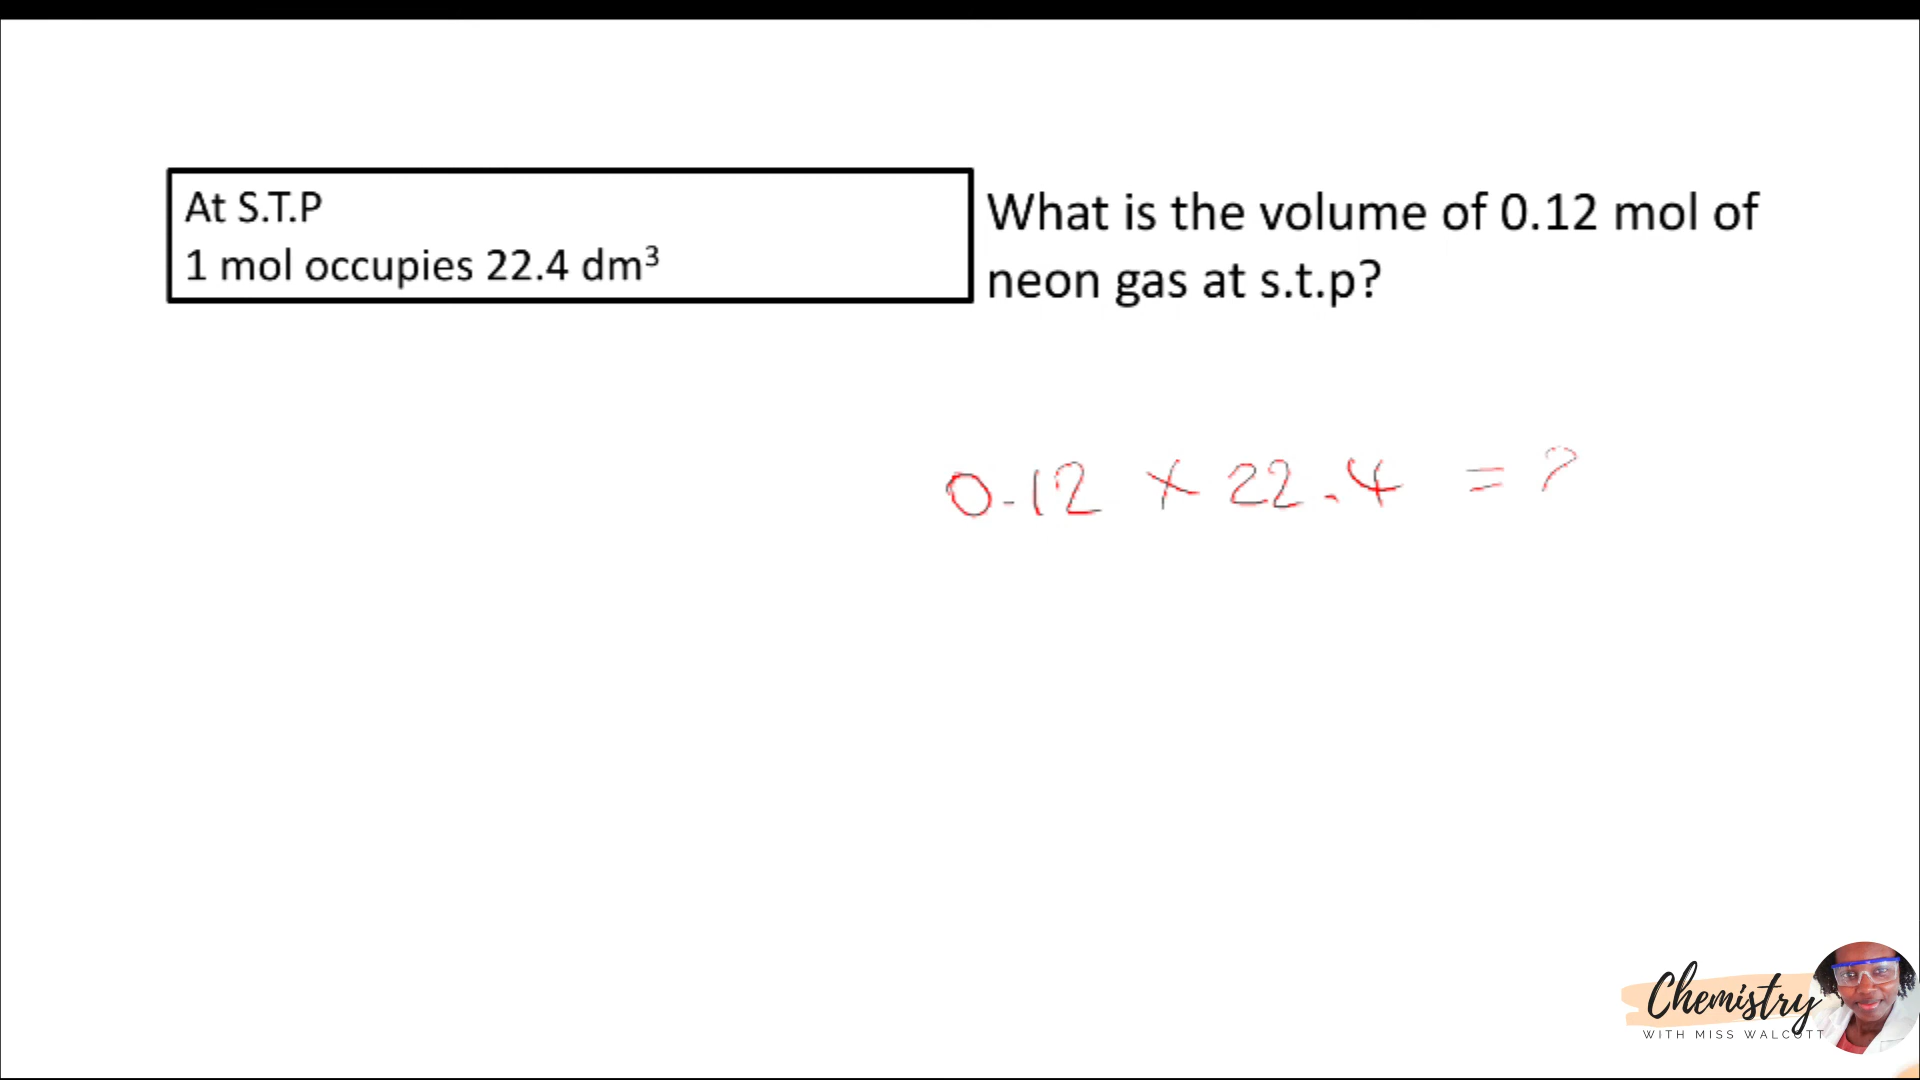 At S.T.P
1 mol occupies 22.4 dm³
What is the volume of 0.12 mol of
neon gas at s.t.p?
0.12 × 22.4 = ?
Chemistry
WITH MISS WALCOTT